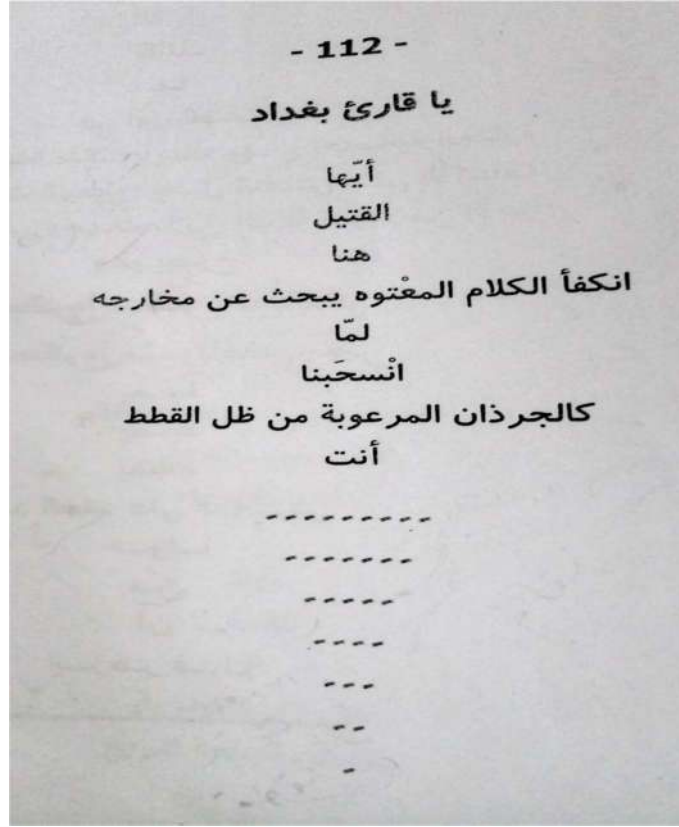 - 112 -
يا قارئ بغداد
أيّها
القتيل
هنا
انكفأ الكلام المعْتوه يبحث عن مخارجه
لمّا
انْسحَبنا
كالجرذان المرعوبة من ظل القطط
أنت
---------
-------
-----
----
---
--
-